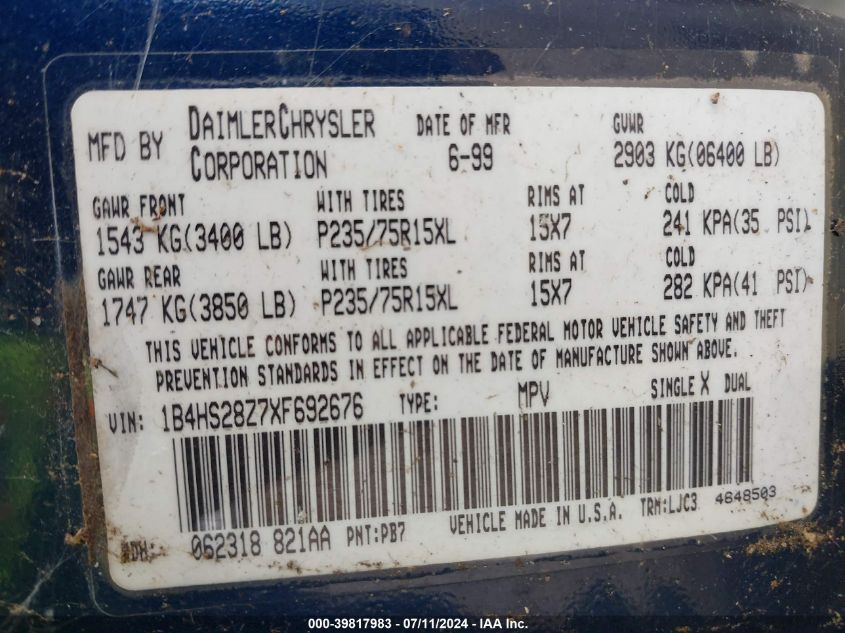 MFD BY DAIMLERCHRYSLER CORPORATION DATE OF MFR 6-99 GVWR 2903 KG(06400 LB)
GAWR FRONT WITH TIRES RIMS AT COLD
1543 KG(3400 LB) P235/75R15XL 15X7 241 KPA(35 PSI)
GAWR REAR WITH TIRES RIMS AT COLD
1747 KG(3850 LB) P235/75R15XL 15X7 282 KPA(41 PSI)
THIS VEHICLE CONFORMS TO ALL APPLICABLE FEDERAL MOTOR VEHICLE SAFETY AND THEFT
PREVENTION STANDARDS IN EFFECT ON THE DATE OF MANUFACTURE SHOWN ABOVE.
VIN: 1B4HS28Z7XF692676 TYPE: MPV SINGLE X DUAL
062318 821AA PNT:PB7 VEHICLE MADE IN U.S.A. TRM:LJC3 4648503
000-39817983 - 07/11/2024 - IAA Inc.